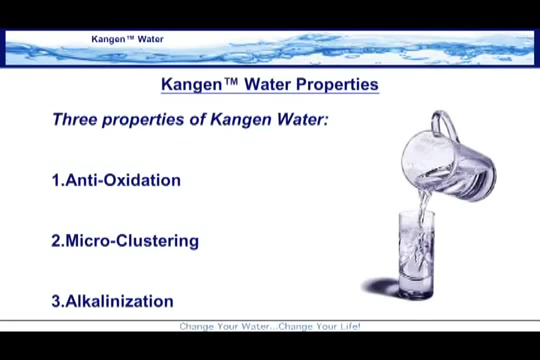 Kangen™ Water
Kangen™ Water Properties
Three properties of Kangen Water:
1.Anti-Oxidation
2.Micro-Clustering
3.Alkalinization
Change Your Water...Change Your Life!